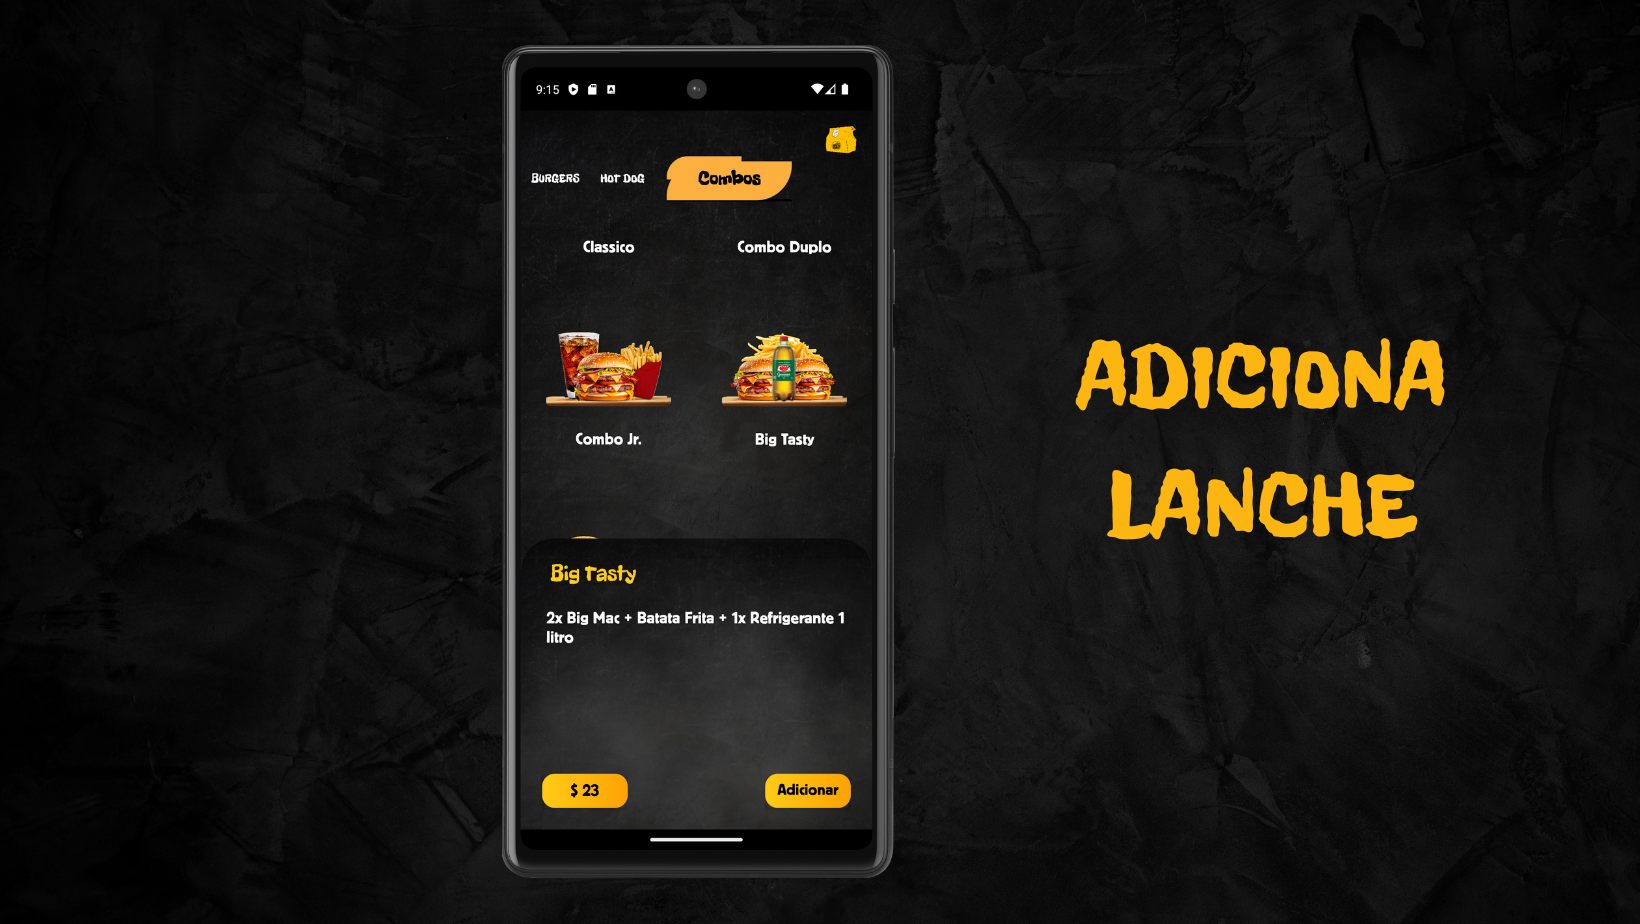 9:15
BURGERS HOT DOG Combos
Classico Combo Duplo
Combo Jr. Big Tasty
Big Tasty
2x Big Mac + Batata Frita + 1x Refrigerante 1
litro
$ 23 Adicionar
ADICIONA
LANCHE